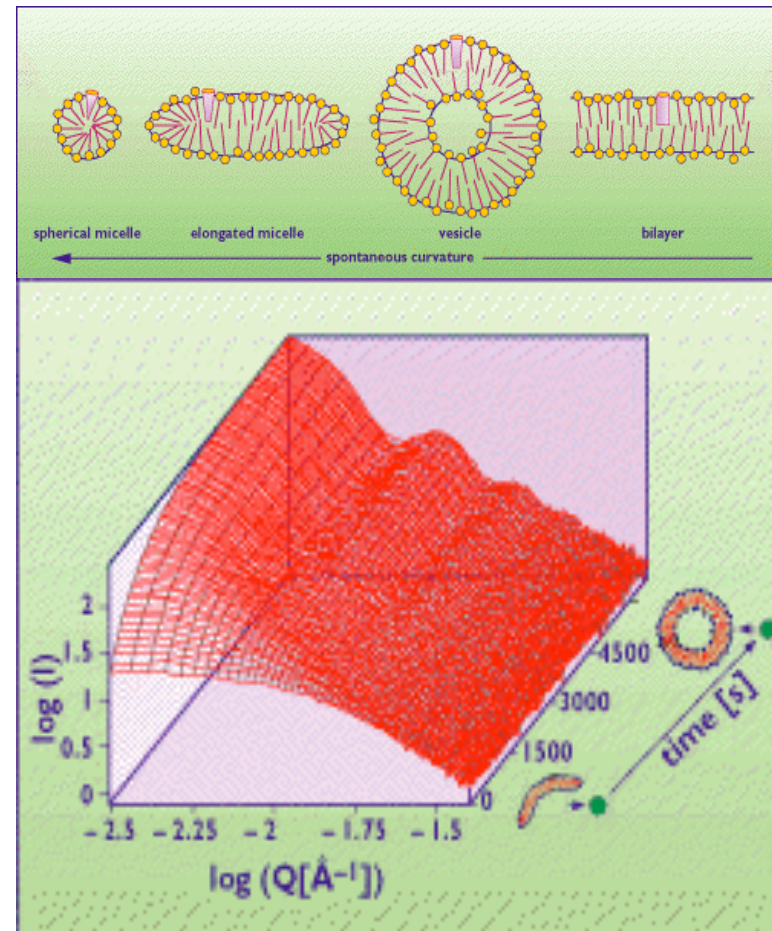 spherical micelle elongated micelle vesicle bilayer
spontaneous curvature
log (I)
2
1.5
1
0.5
0
-2.5 -2.25 -2 -1.75 -1.5
log (Q[Å⁻¹])
0
1500
3000
4500
time [s]